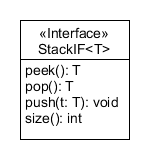 «Interface»
StackIF<T>
peek(): T
pop(): T
push(t: T): void
size(): int